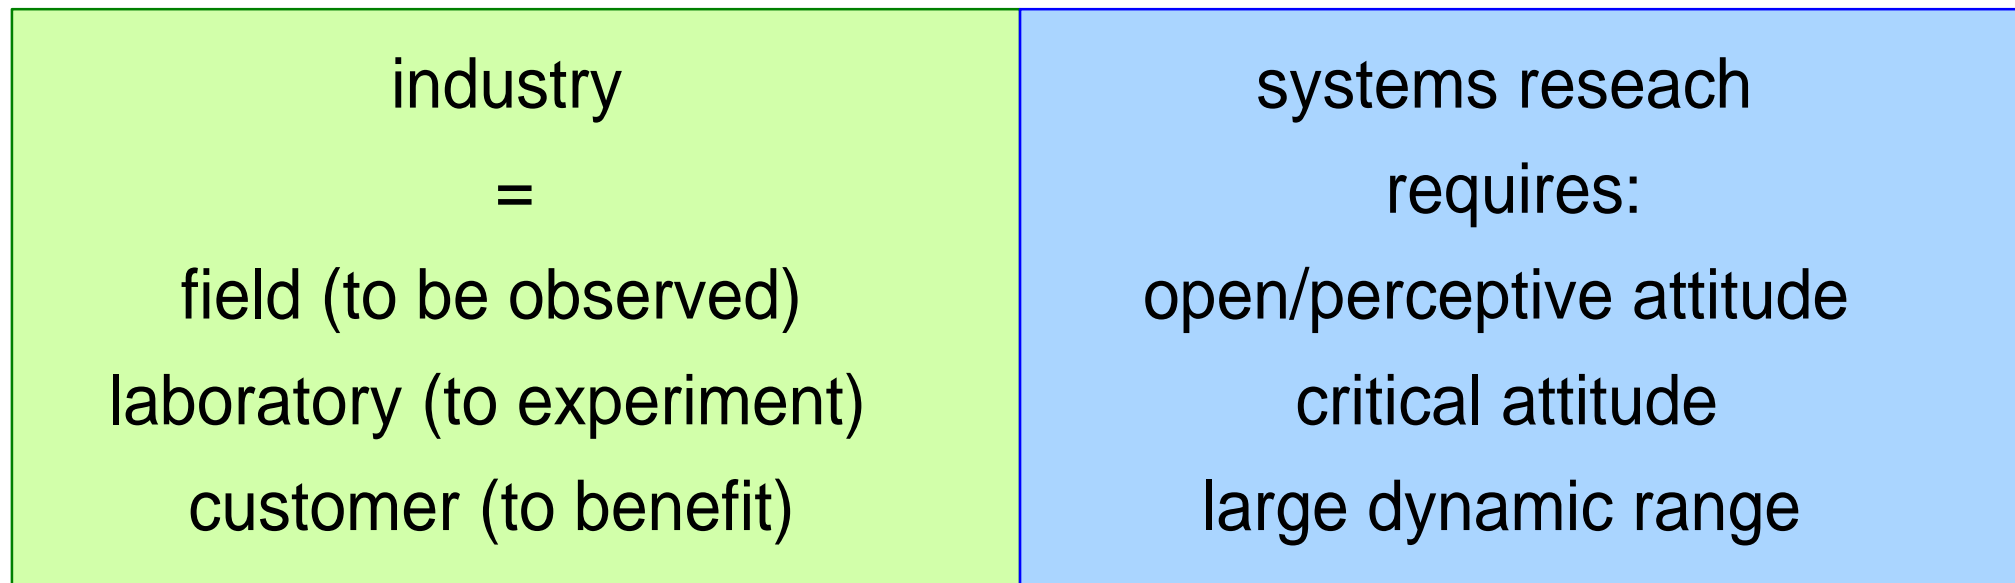 industry
=
field (to be observed)
laboratory (to experiment)
customer (to benefit)
systems reseach
requires:
open/perceptive attitude
critical attitude
large dynamic range